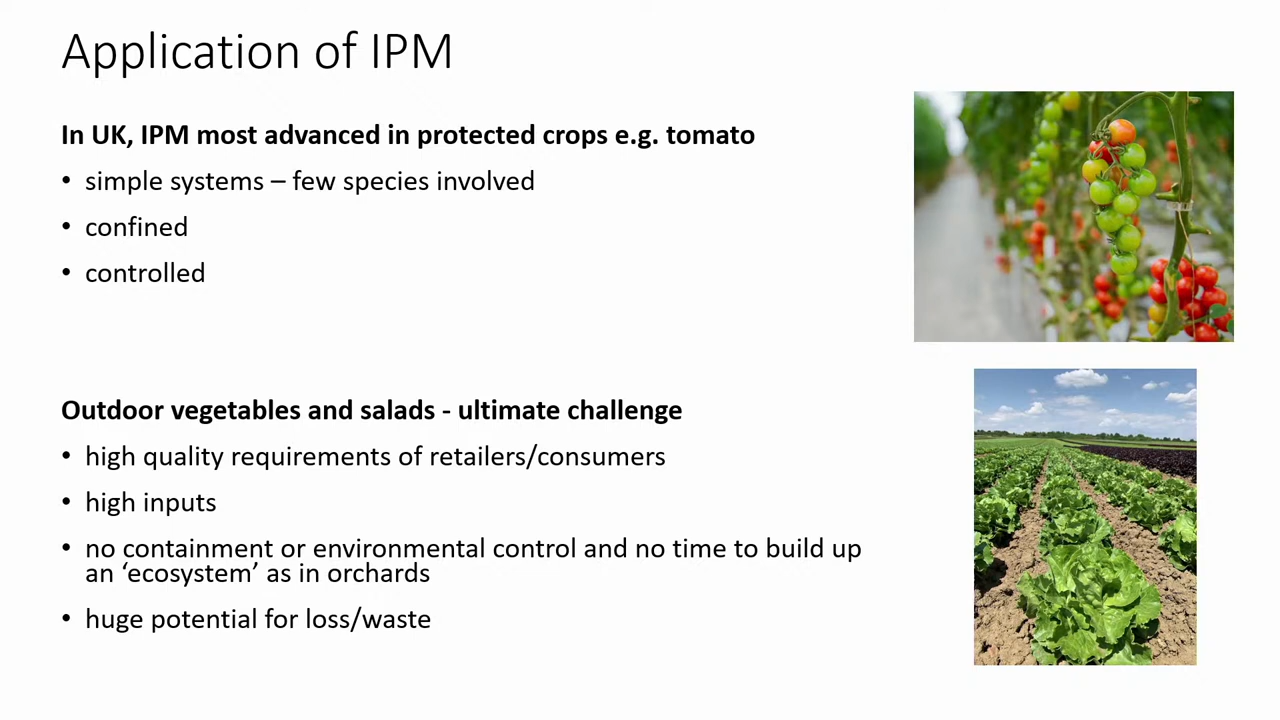 Application of IPM
In UK, IPM most advanced in protected crops e.g. tomato
• simple systems – few species involved
• confined
• controlled
Outdoor vegetables and salads - ultimate challenge
• high quality requirements of retailers/consumers
• high inputs
• no containment or environmental control and no time to build up
an ‘ecosystem’ as in orchards
• huge potential for loss/waste